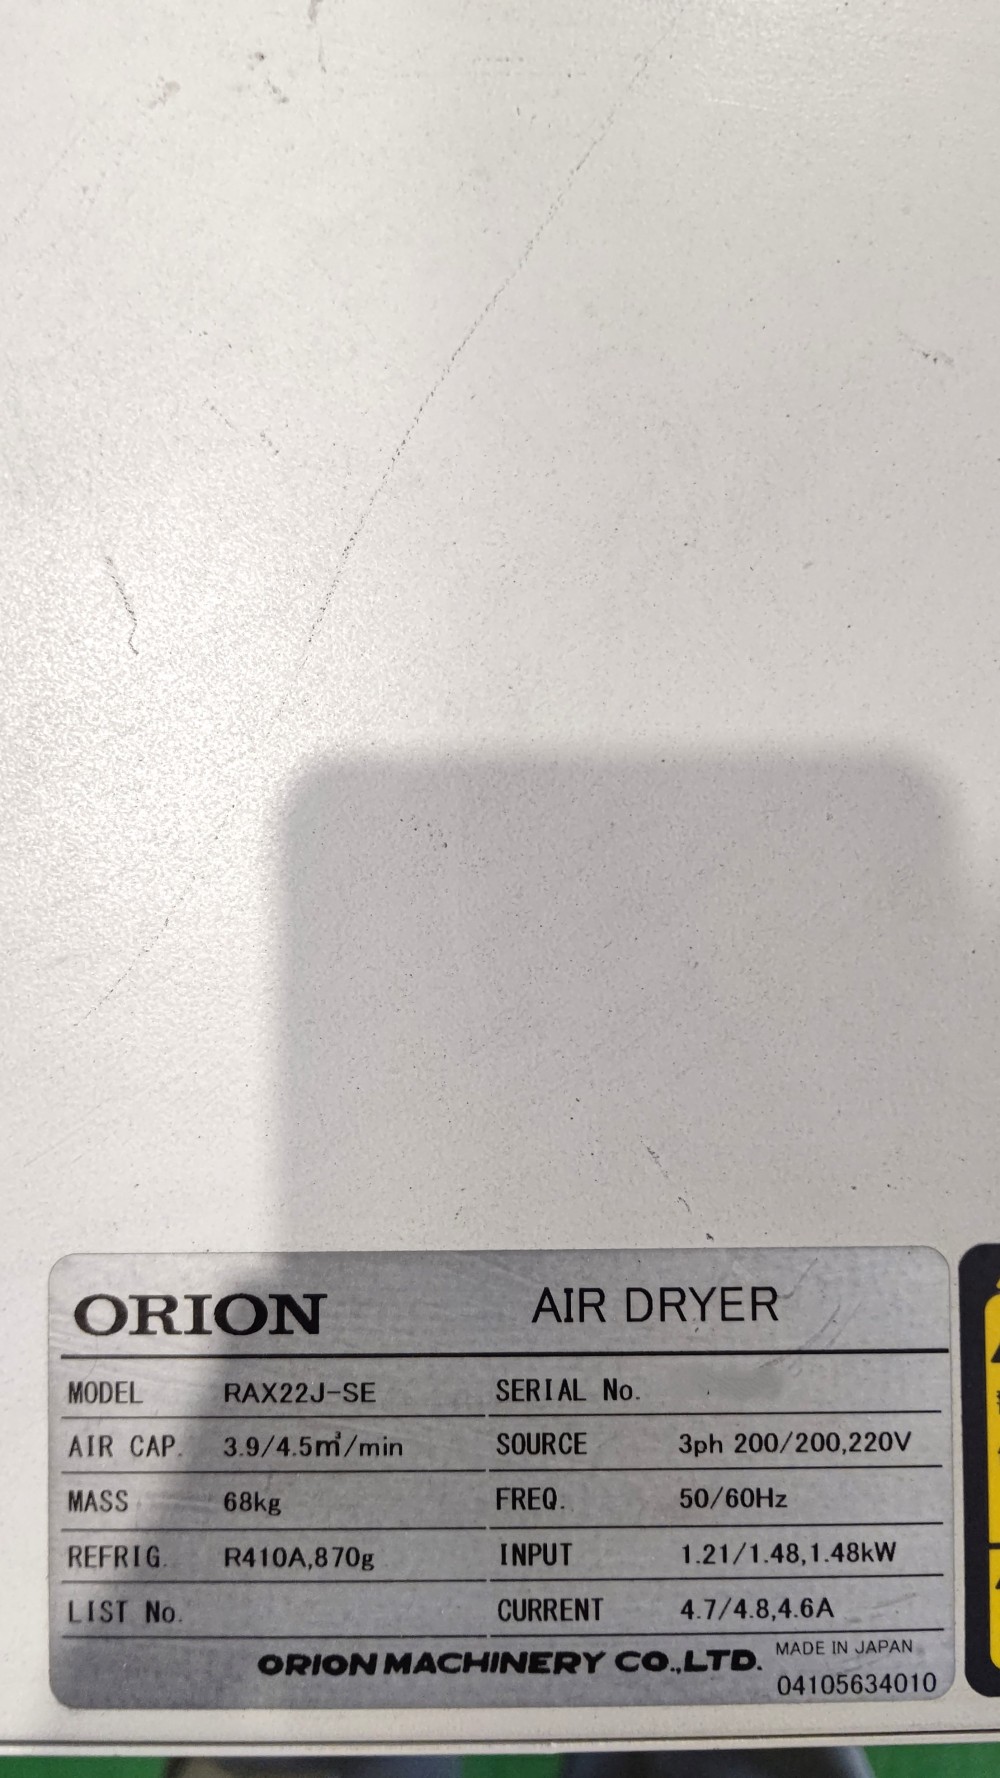 ORION AIR DRYER
MODEL RAX22J-SE SERIAL No.
AIR CAP. 3.9/4.5m³/min SOURCE 3ph 200/200,220V
MASS 68kg FREQ. 50/60Hz
REFRIG. R410A,870g INPUT 1.21/1.48,1.48kW
LIST No. CURRENT 4.7/4.8,4.6A
ORION MACHINERY CO.,LTD. MADE IN JAPAN
04105634010